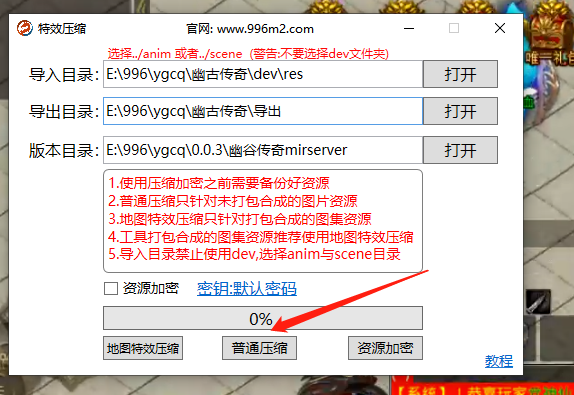 特效压缩 官网: www.996m2.com
唯一礼包
选择../anim 或者../scene (警告:不要选择dev文件夹)
导入目录: E:\996\ygcq\幽古传奇\dev\res 打开
导出目录: E:\996\ygcq\幽古传奇\导出 打开
版本目录: E:\996\ygcq\0.0.3\幽谷传奇mirserver 打开
1.使用压缩加密之前需要备份好资源
2.普通压缩只针对未打包合成的图片资源
3.地图特效压缩只针对打包合成的图集资源
4.工具打包合成的图集资源推荐使用地图特效压缩
5.导入目录禁止使用dev,选择anim与scene目录
资源加密 密钥:默认密码
0%
地图特效压缩 普通压缩 资源加密
教程
【系统】！恭喜玩家